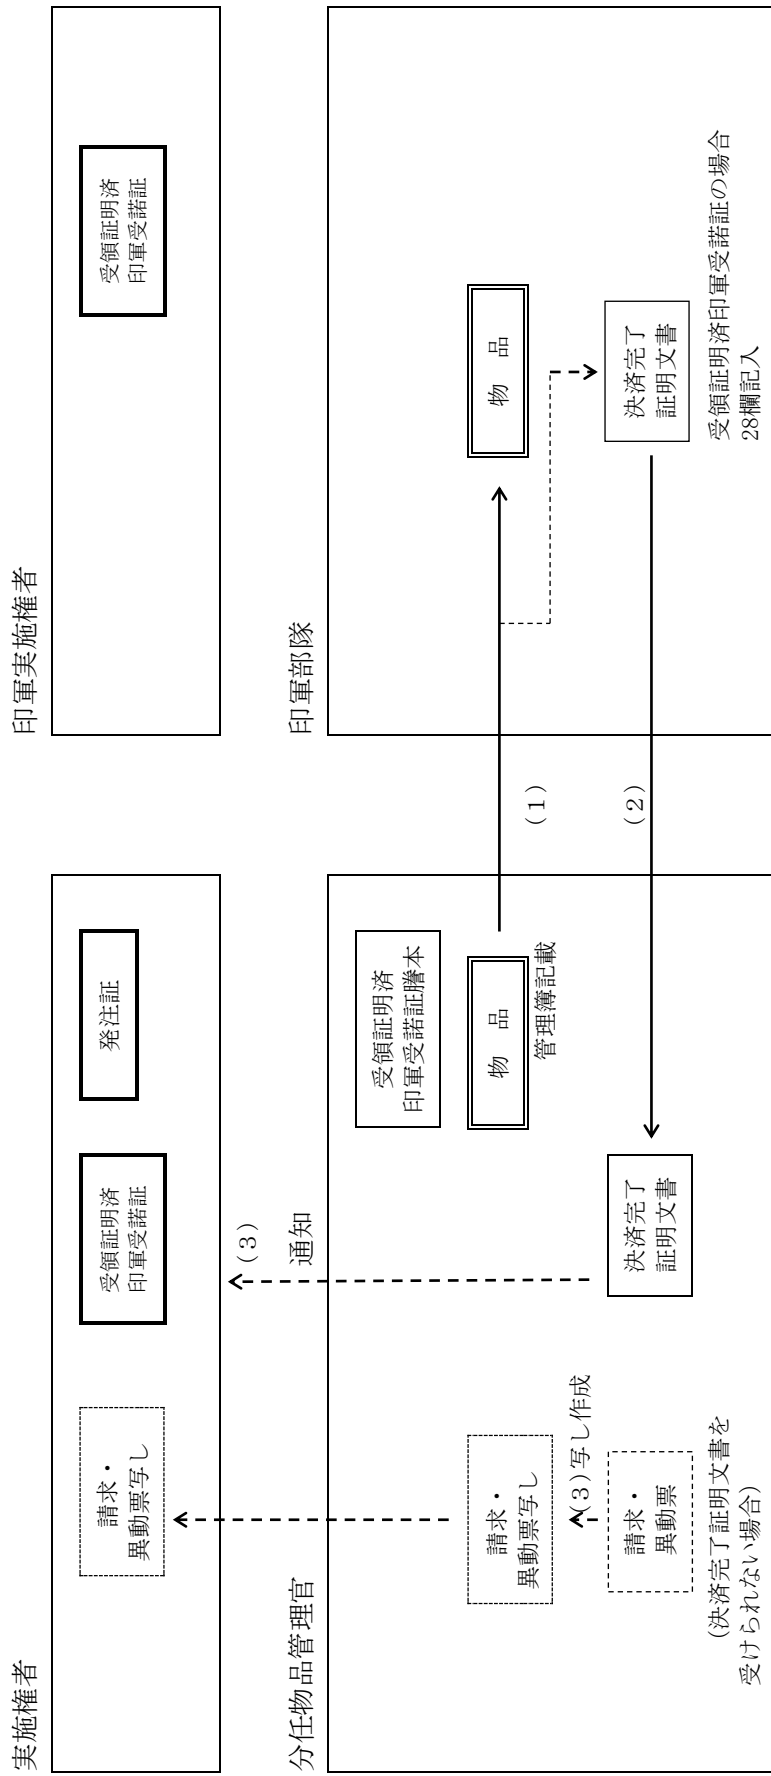 実施権者
請求・
異動票写し
受領証明済
印軍受諾証
発注証
印軍実施権者
受領証明済
印軍受諾証
(3)
通知
分任物品管理官
受領証明済
印軍受諾証謄本
物　品
管理簿記載
請求・
異動票写し
(3)写し作成
請求・
異動票
(決済完了証明文書を
受けられない場合)
決済完了
証明文書
(1)
(2)
印軍部隊
物　品
決済完了
証明文書
受領証明済印軍受諾証の場合
28欄記入